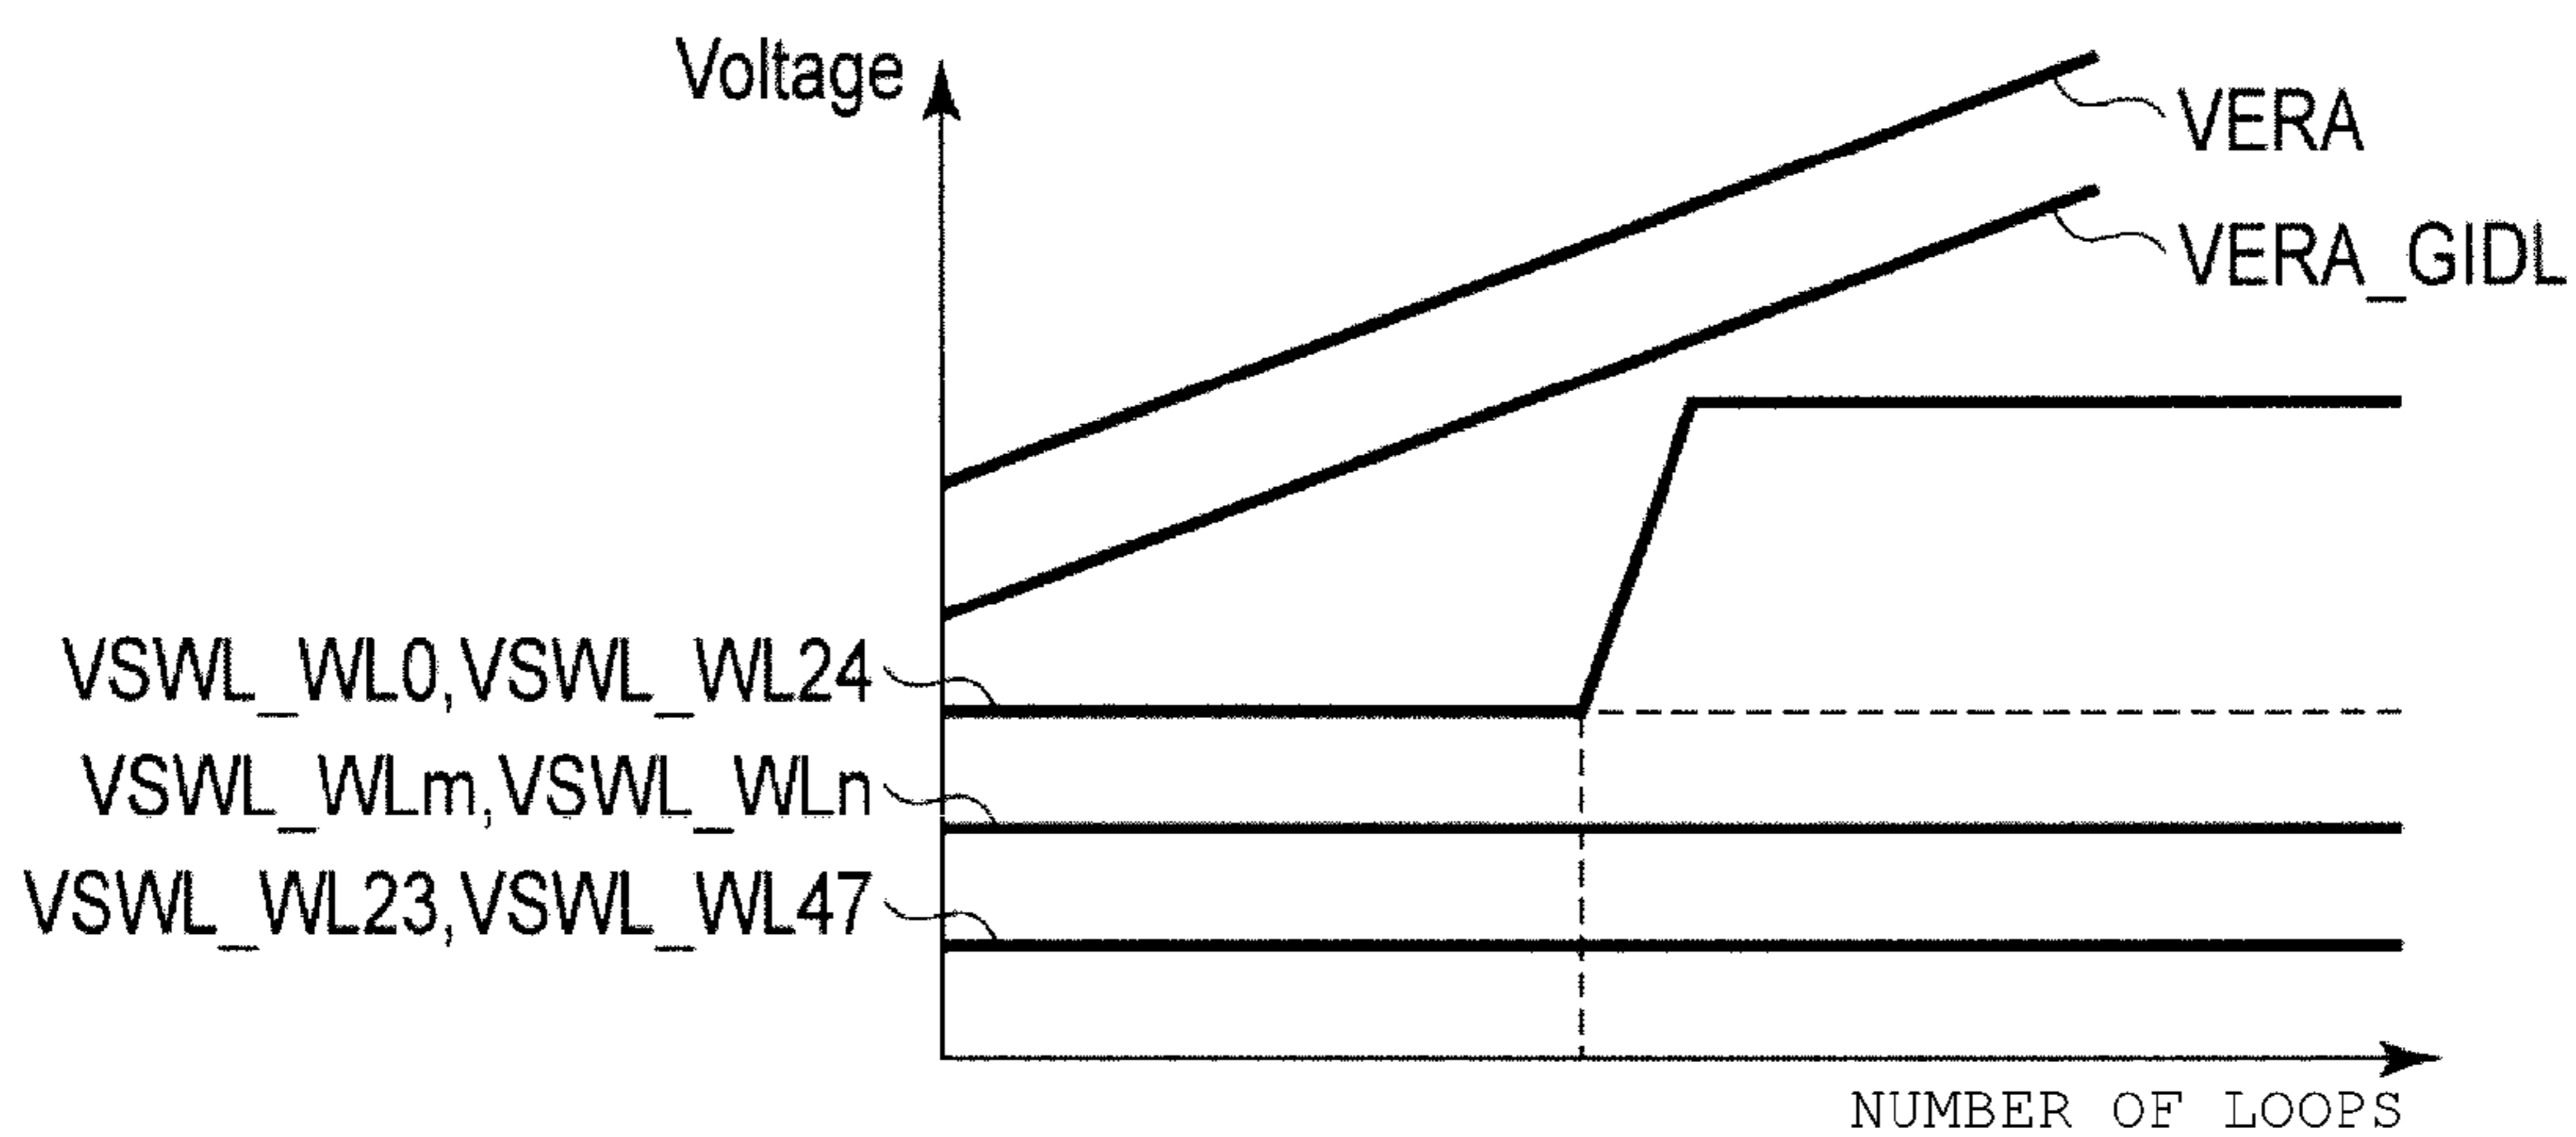 Voltage
VERA
VERA_GIDL
VSWL_WL0,VSWL_WL24
VSWL_WLm,VSWL_WLn
VSWL_WL23,VSWL_WL47
NUMBER OF LOOPS